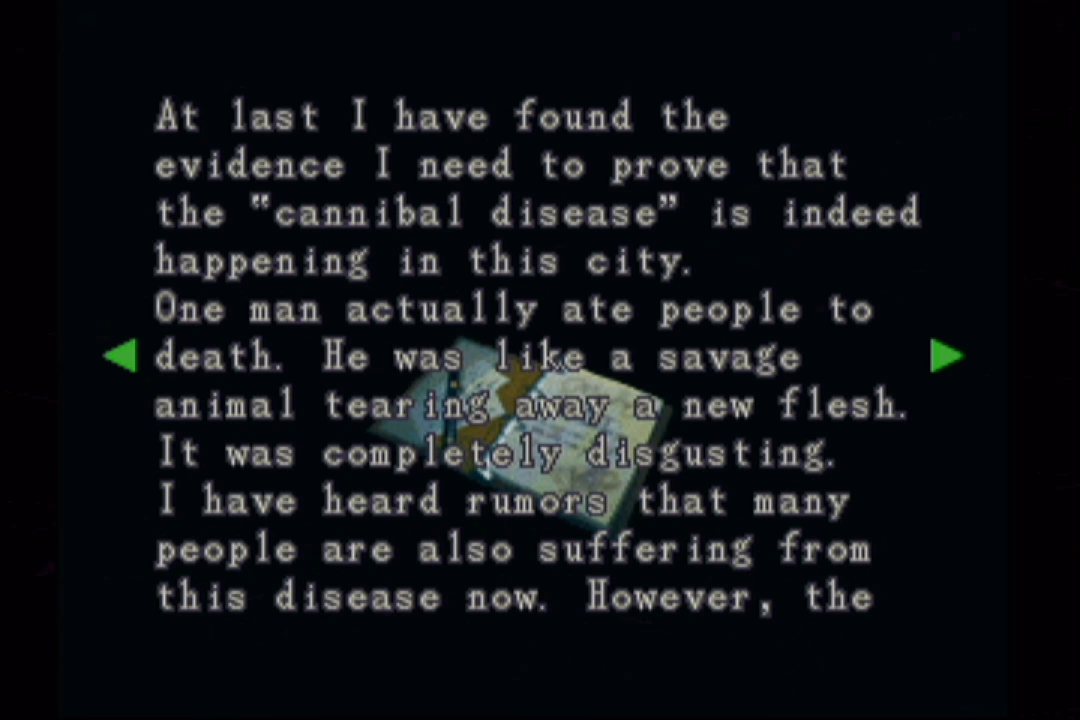 At last I have found the
evidence I need to prove that
the "cannibal disease" is indeed
happening in this city.
One man actually ate people to
death. He was like a savage
animal tearing away a new flesh.
It was completely disgusting.
I have heard rumors that many
people are also suffering from
this disease now. However, the